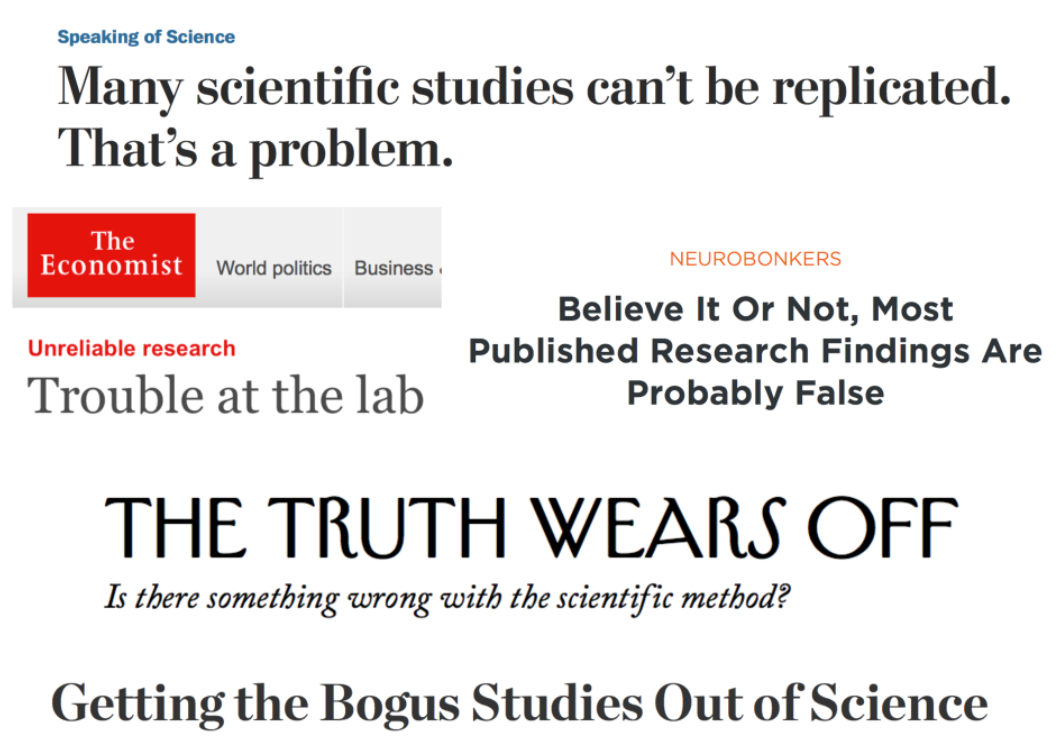 Speaking of Science
Many scientific studies can't be replicated.
That's a problem.
The
Economist
World politics
Business
Unreliable research
Trouble at the lab
NEUROBONKERS
Believe It Or Not, Most
Published Research Findings Are
Probably False
THE TRUTH WEARS OFF
Is there something wrong with the scientific method?
Getting the Bogus Studies Out of Science